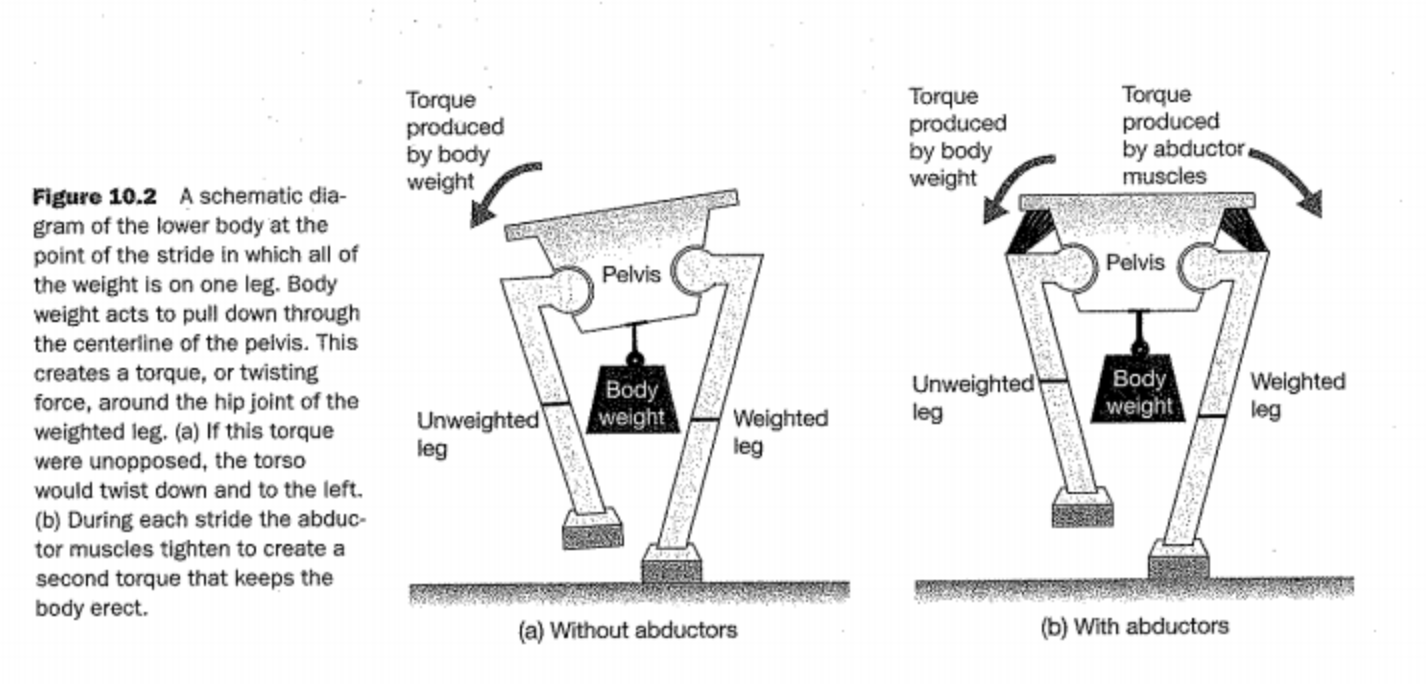 Figure 10.2 A schematic dia-
gram of the lower body at the
point of the stride in which all of
the weight is on one leg. Body
weight acts to pull down through
the centerline of the pelvis. This
creates a torque, or twisting
force, around the hip joint of the
weighted leg. (a) If this torque
were unopposed, the torso
would twist down and to the left.
(b) During each stride the abduc-
tor muscles tighten to create a
second torque that keeps the
body erect.
Torque
produced
by body
weight
Pelvis
Body
weight
Unweighted
leg
Weighted
leg
(a) Without abductors
Torque
produced
by body
weight
Torque
produced
by abductor
muscles
Pelvis
Body
weight
Unweighted
leg
Weighted
leg
(b) With abductors